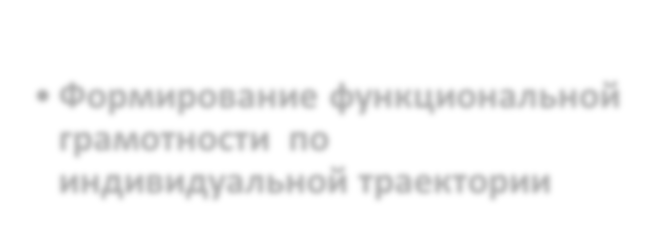 • Формирование функциональной
грамотности по
индивидуальной траектории